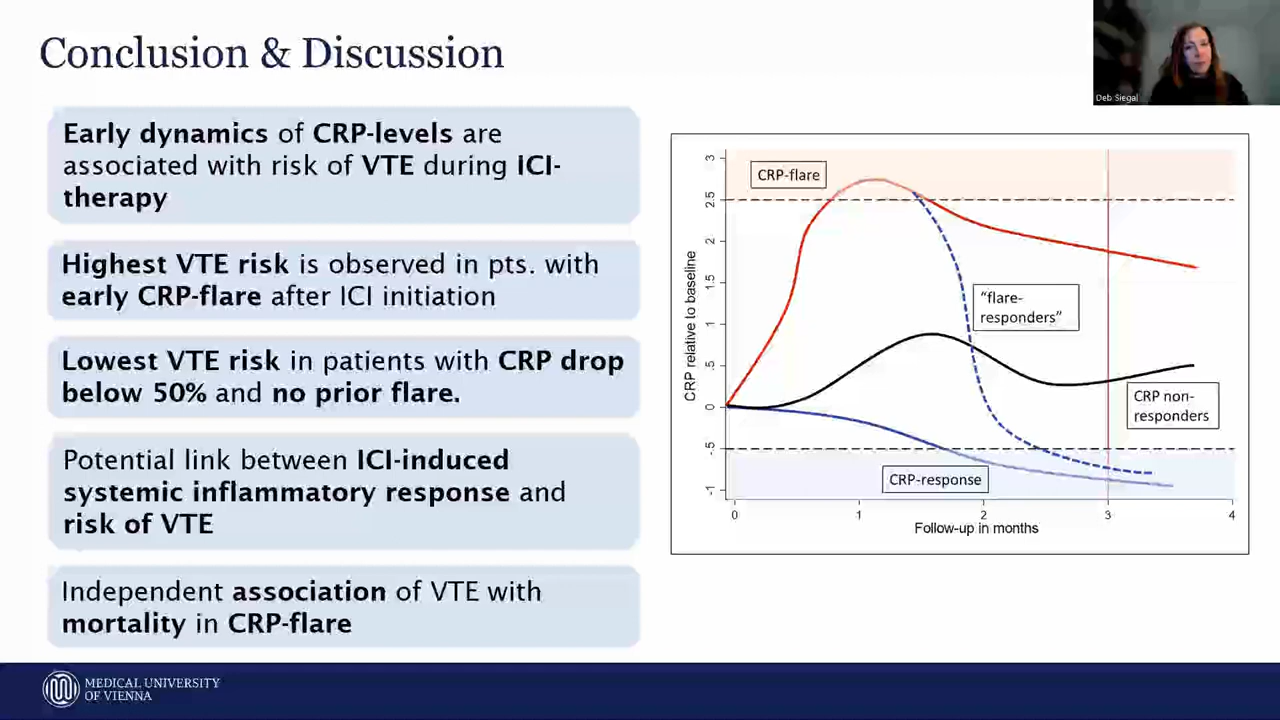 Conclusion & Discussion
Deb Siegal
Early dynamics of CRP-levels are
associated with risk of VTE during ICI-
therapy
Highest VTE risk is observed in pts. with
early CRP-flare after ICI initiation
Lowest VTE risk in patients with CRP drop
below 50% and no prior flare.
Potential link between ICI-induced
systemic inflammatory response and
risk of VTE
Independent association of VTE with
mortality in CRP-flare
CRP relative to baseline
3
2.5
2
1.5
1
.5
0
-.5
-1
CRP-flare
"flare-
responders"
CRP non-
responders
CRP-response
0 1 2 3 4
Follow-up in months
MEDICAL UNIVERSITY
OF VIENNA